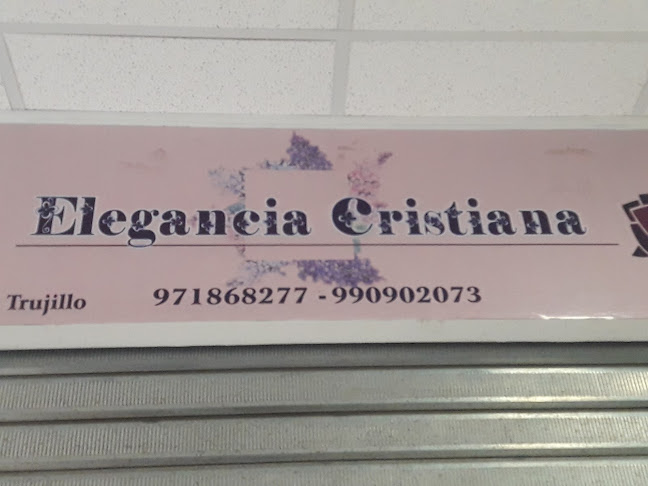 Elegancia Cristiana
Trujillo 971868277 - 990902073